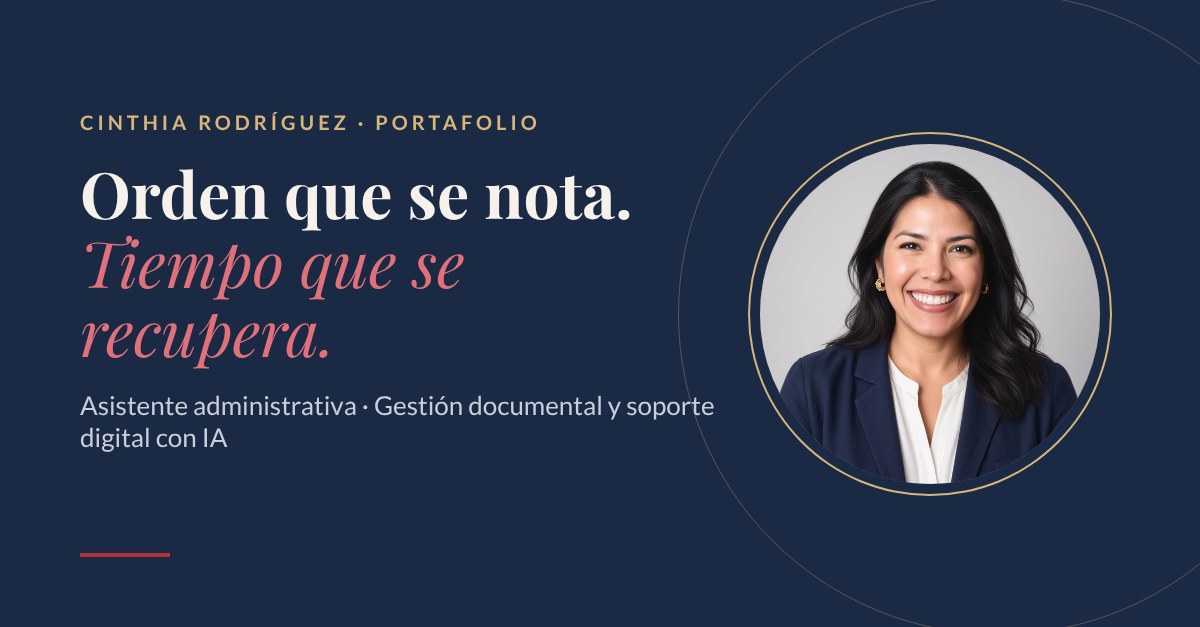 CINTHIA RODRÍGUEZ · PORTAFOLIO
Orden que se nota.
Tiempo que se
recupera.
Asistente administrativa · Gestión documental y soporte
digital con IA